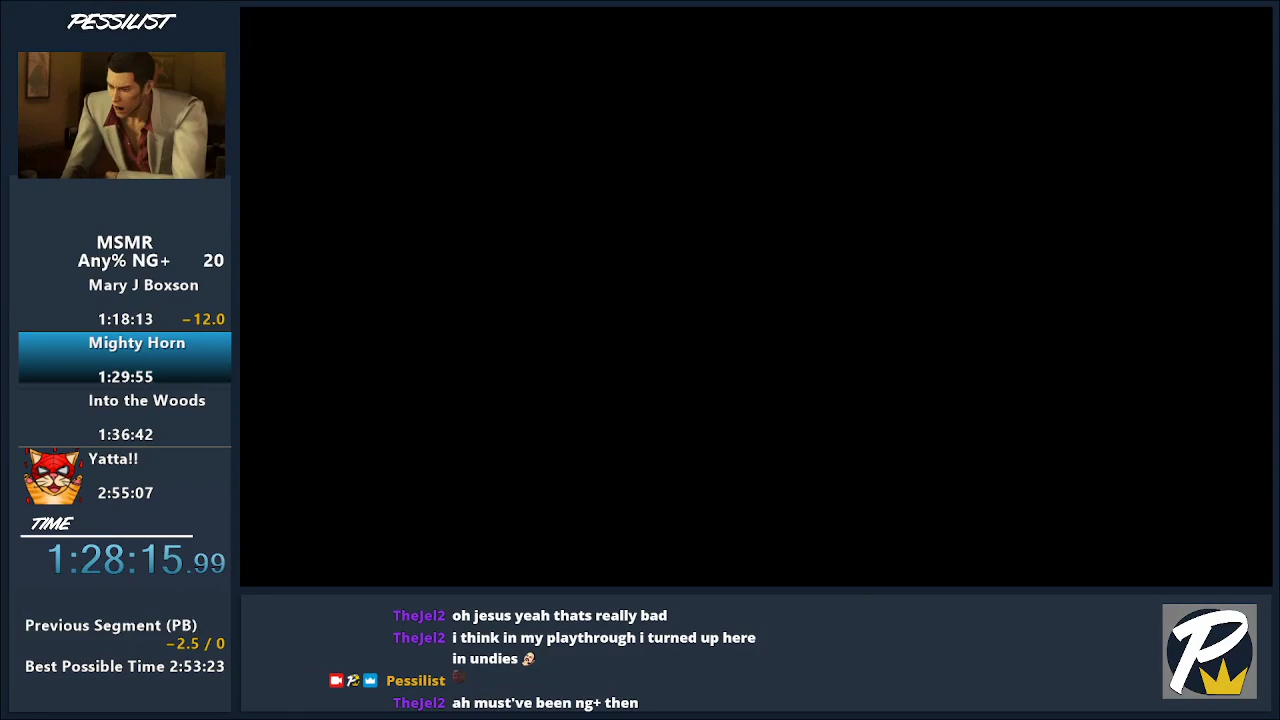 PESSILIST
MSMR
Any% NG+ 20
Mary J Boxson
1:18:13 −12.0
Mighty Horn
1:29:55
Into the Woods
1:36:42
Yatta!!
2:55:07
TIME
1:28:15.99
Previous Segment (PB)
−2.5 / 0
Best Possible Time 2:53:23
TheJel2 oh jesus yeah thats really bad
TheJel2 i think in my playthrough i turned up here
in undies
Pessilist
TheJel2 ah must've been ng+ then
P